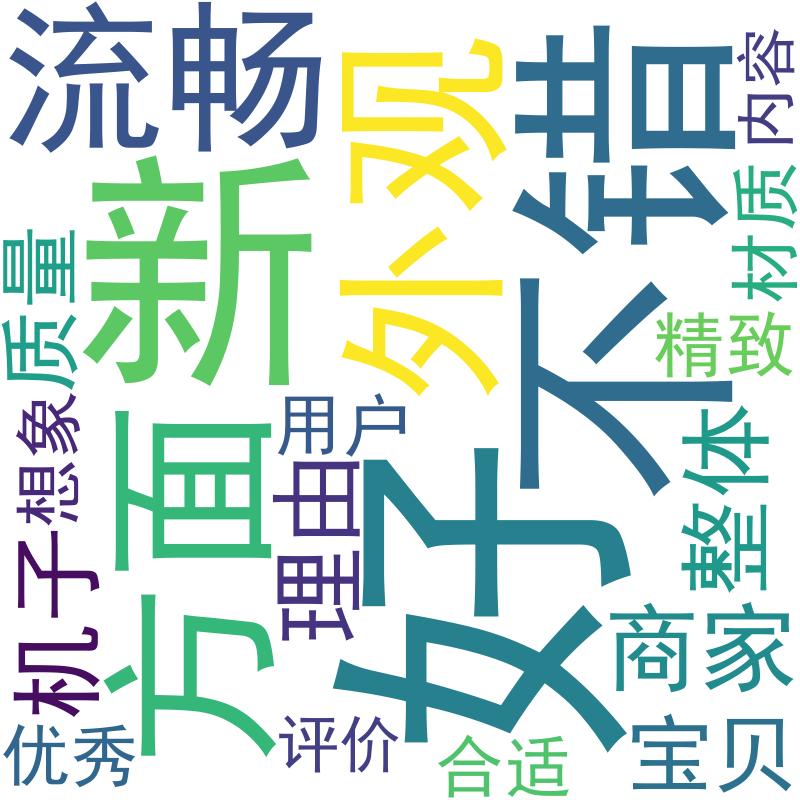 流畅
外观
不错
内容
新
材质
质量
精致
用户
想象
方面
理由
好
整体
机子
商家
优秀
评价
合适
宝贝